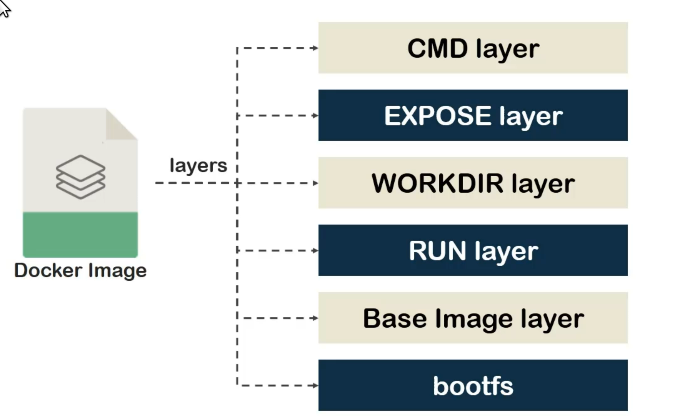 CMD layer
EXPOSE layer
layers
WORKDIR layer
RUN layer
Docker Image
Base Image layer
bootfs